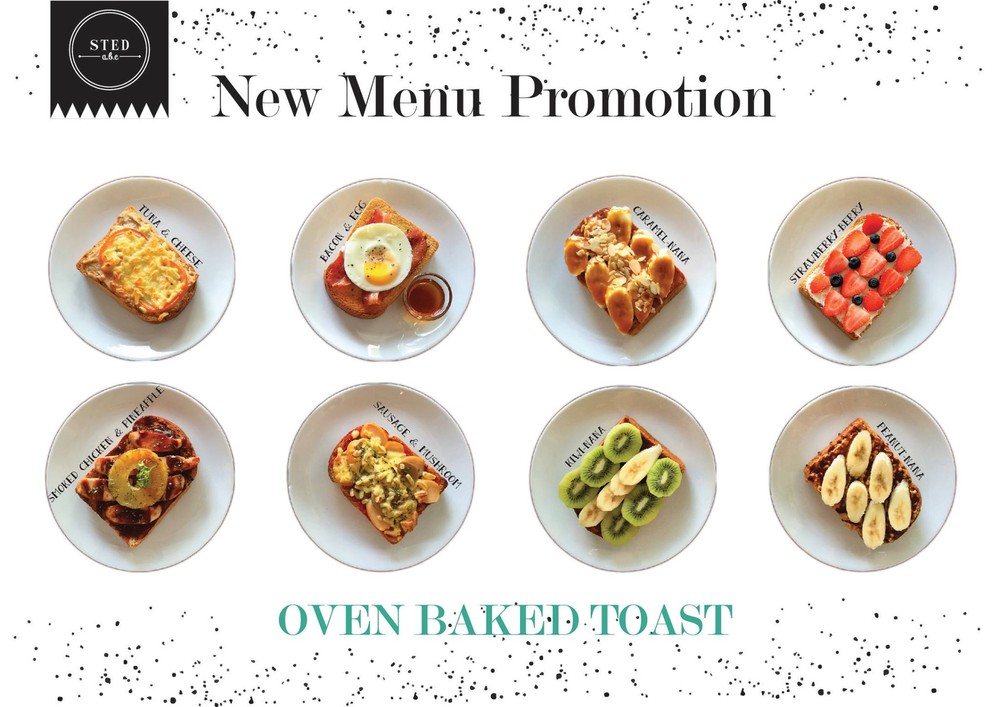 STED
a.b.c
New Menu Promotion
TUNA & CHEESE
BACON & EGG
CARAMEL-NANA
STRAWBERRY BERRY
SMOKED CHICKEN & PINEAPPLE
SAUSAGE & MUSHROOM
KIWI-NANA
PEANUT-NANA
OVEN BAKED TOAST